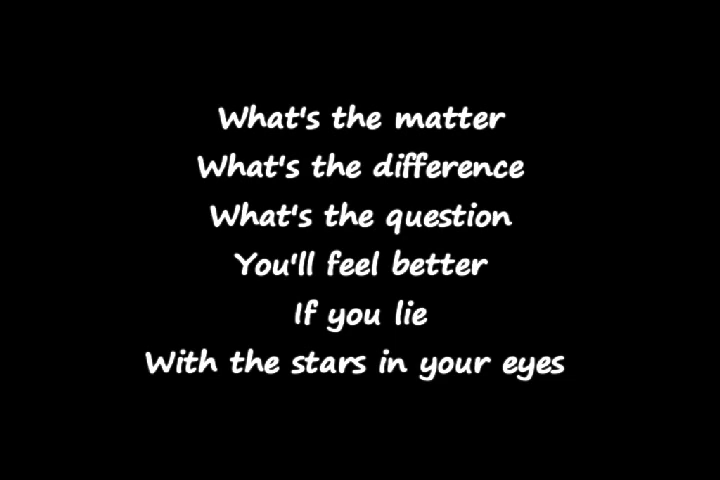 What's the matter
What's the difference
What's the question
You'll feel better
If you lie
With the stars in your eyes